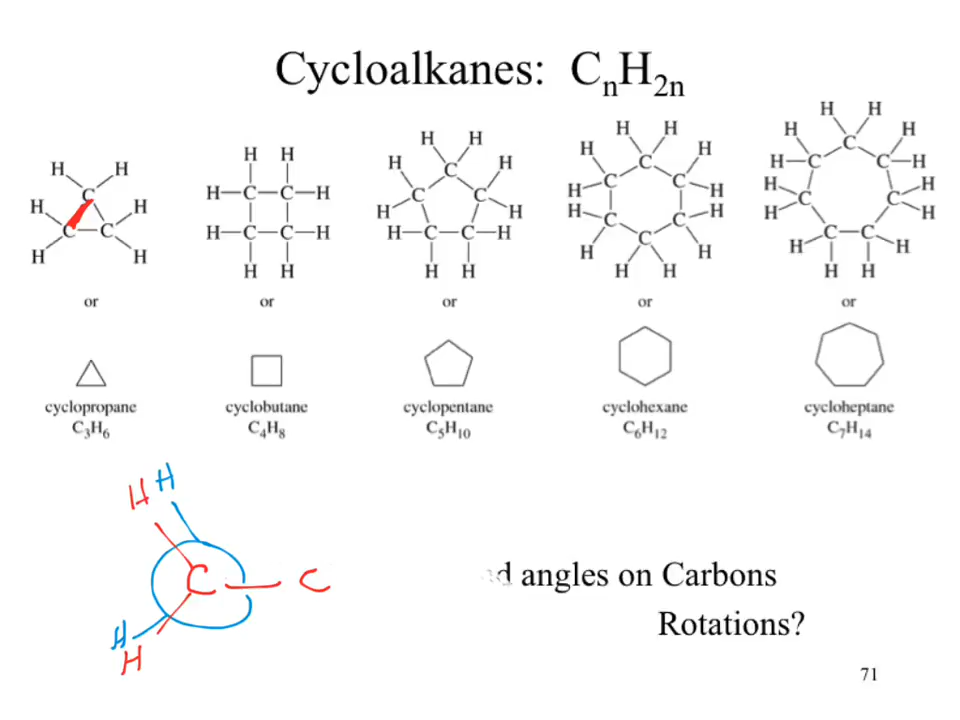 Cycloalkanes: CnH2n
H H H H H H
C C C
H H
H H
H—C—C—H
H—C—C—H
H H
H H
H H H
C C C
H H
H—C—C—H
H H
H H
H H H
C C C
H H
H H
C C C
H H
H H
H H
H H
C C C
H H
H H
H C C H
H C C H
H H
H H
or or or or or
cyclopropane cyclobutane cyclopentane cyclohexane cycloheptane
C3H6 C4H8 C5H10 C6H12 C7H14
H H
C — C
H
H
angles on Carbons
Rotations?
71